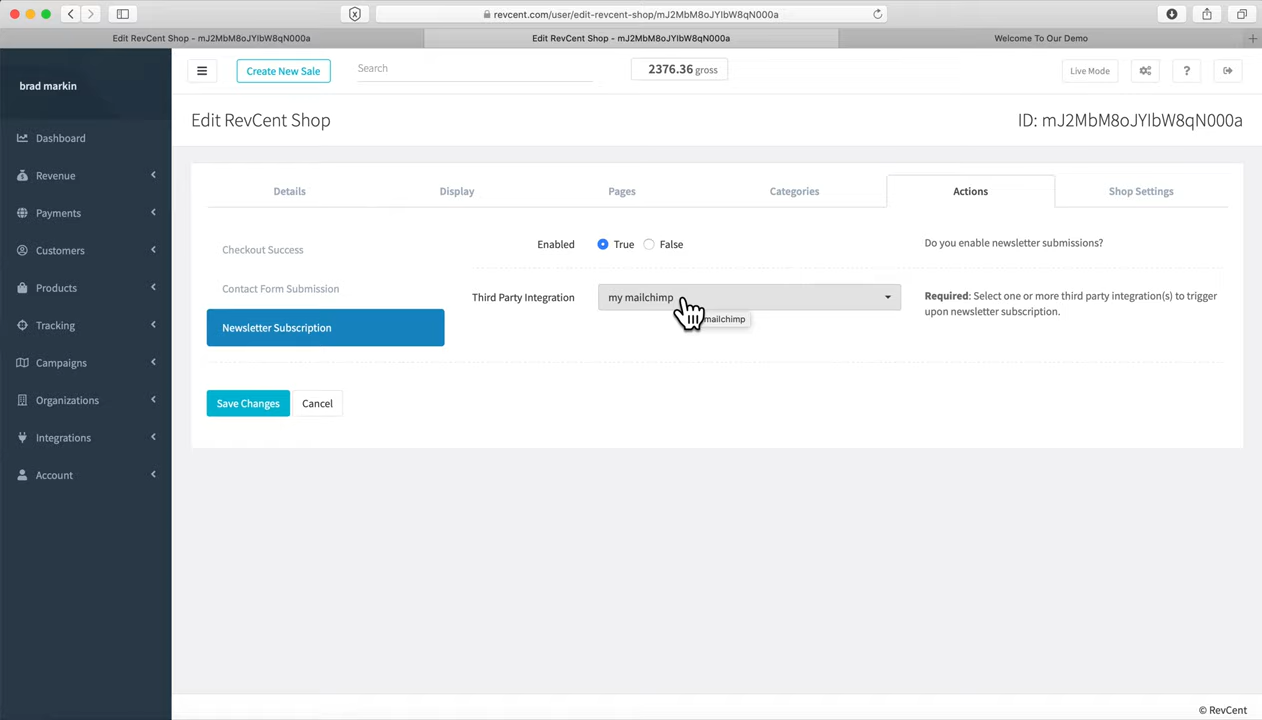 revcent.com/user/edit-revcent-shop/mJ2MbM8oJYIbW8qN000a
Edit RevCent Shop - mJ2MbM8oJYIbW8qN000a
Edit RevCent Shop - mJ2MbM8oJYIbW8qN000a
Welcome To Our Demo
brad markin
Create New Sale
Search
2376.36 gross
Live Mode
?
Edit RevCent Shop
ID: mJ2MbM8oJYIbW8qN000a
Dashboard
Revenue
Payments
Customers
Products
Tracking
Campaigns
Organizations
Integrations
Account
Details
Display
Pages
Categories
Actions
Shop Settings
Checkout Success
Contact Form Submission
Newsletter Subscription
Enabled
True
False
Do you enable newsletter submissions?
Third Party Integration
my mailchimp
mailchimp
Required: Select one or more third party integration(s) to trigger
upon newsletter subscription.
Save Changes
Cancel
© RevCent